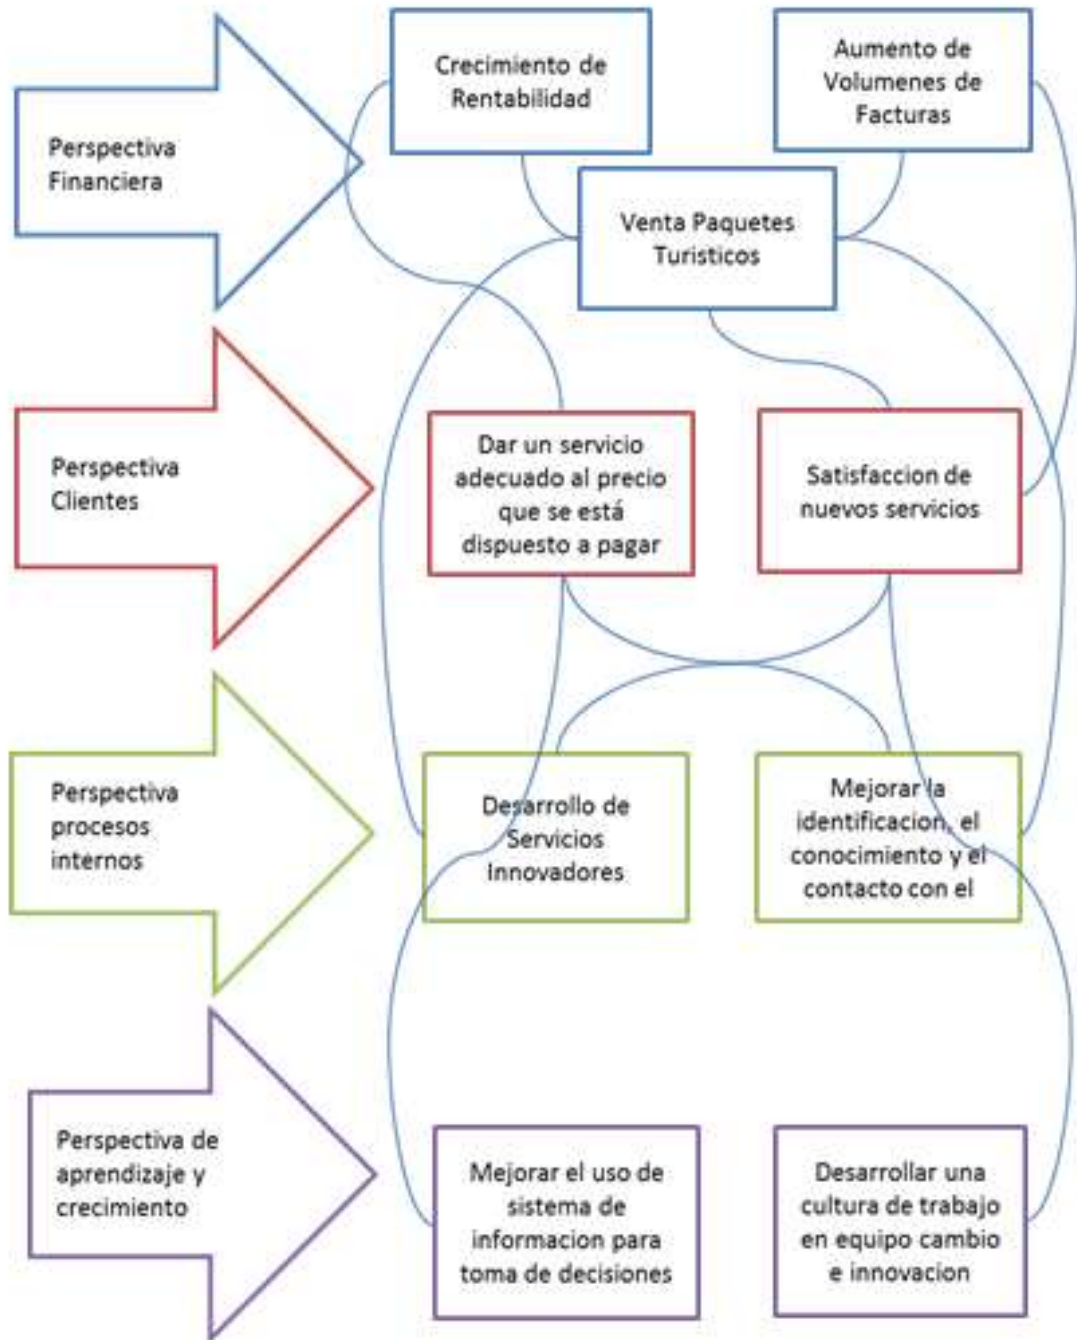 Perspectiva
Financiera
Crecimiento de
Rentabilidad
Aumento de
Volumenes de
Facturas
Venta Paquetes
Turisticos
Perspectiva
Clientes
Dar un servicio
adecuado al precio
que se está
dispuesto a pagar
Satisfaccion de
nuevos servicios
Perspectiva
procesos
internos
Desarrollo de
Servicios
Innovadores
Mejorar la
identificacion, el
conocimiento y el
contacto con el
Perspectiva de
aprendizaje y
crecimiento
Mejorar el uso de
sistema de
informacion para
toma de decisiones
Desarrollar una
cultura de trabajo
en equipo cambio
e innovacion